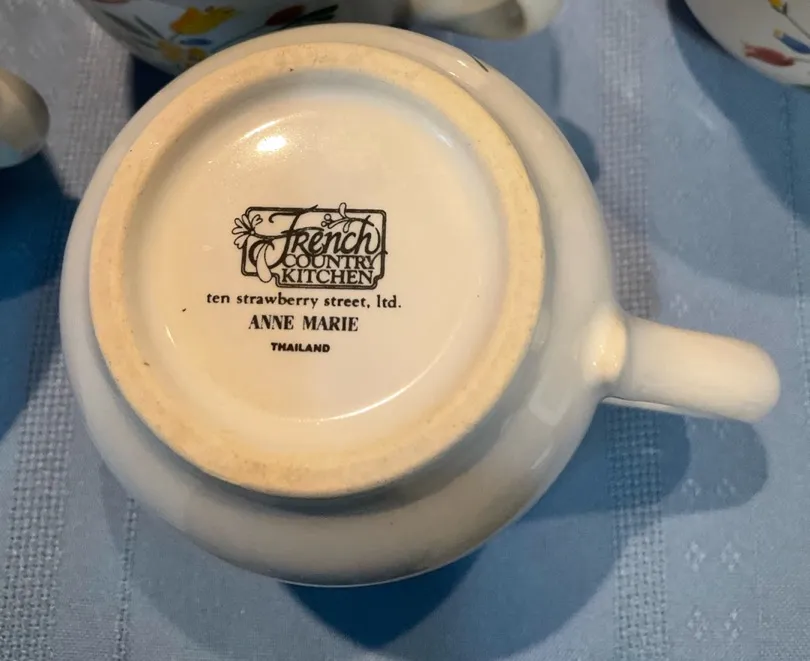 French
COUNTRY
KITCHEN
ten strawberry street, ltd.
ANNE MARIE
THAILAND